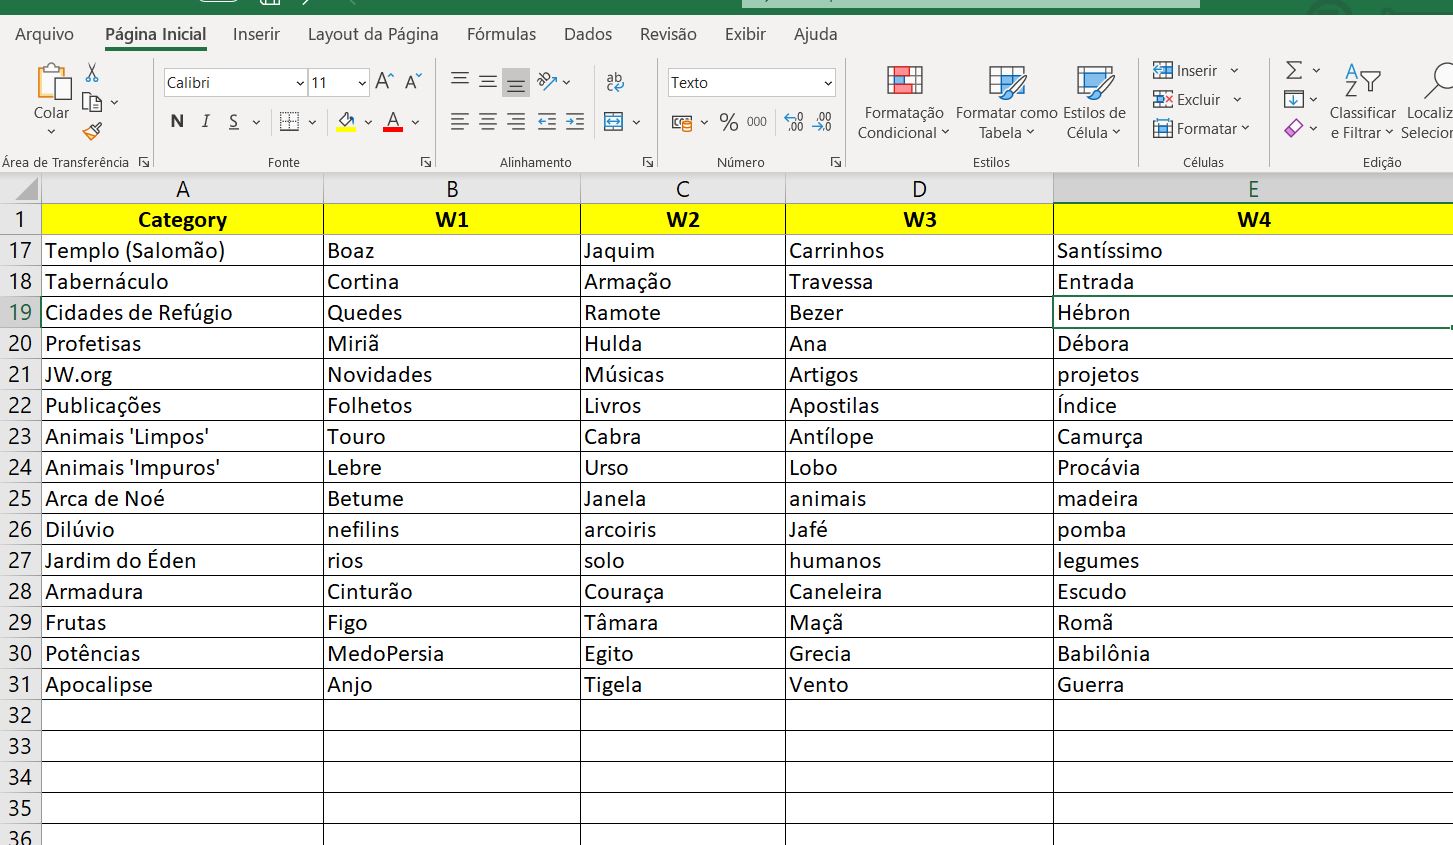 Arquivo Página Inicial Inserir Layout da Página Fórmulas Dados Revisão Exibir Ajuda
Colar
Área de Transferência
Calibri 11
N I S
Fonte
ab
Alinhamento
Texto
% 000
Número
Formatação Condicional
Formatar como Tabela
Estilos de Célula
Estilos
Inserir
Excluir
Formatar
Células
Classificar e Filtrar
Edição
A B C D E
1 Category W1 W2 W3 W4
17 Templo (Salomão) Boaz Jaquim Carrinhos Santíssimo
18 Tabernáculo Cortina Armação Travessa Entrada
19 Cidades de Refúgio Quedes Ramote Bezer Hébron
20 Profetisas Miriã Hulda Ana Débora
21 JW.org Novidades Músicas Artigos projetos
22 Publicações Folhetos Livros Apostilas Índice
23 Animais 'Limpos' Touro Cabra Antílope Camurça
24 Animais 'Impuros' Lebre Urso Lobo Procávia
25 Arca de Noé Betume Janela animais madeira
26 Dilúvio nefilins arcoiris Jafé pomba
27 Jardim do Éden rios solo humanos legumes
28 Armadura Cinturão Couraça Caneleira Escudo
29 Frutas Figo Tâmara Maçã Romã
30 Potências MedoPersia Egito Grecia Babilônia
31 Apocalipse Anjo Tigela Vento Guerra
32
33
34
35
36